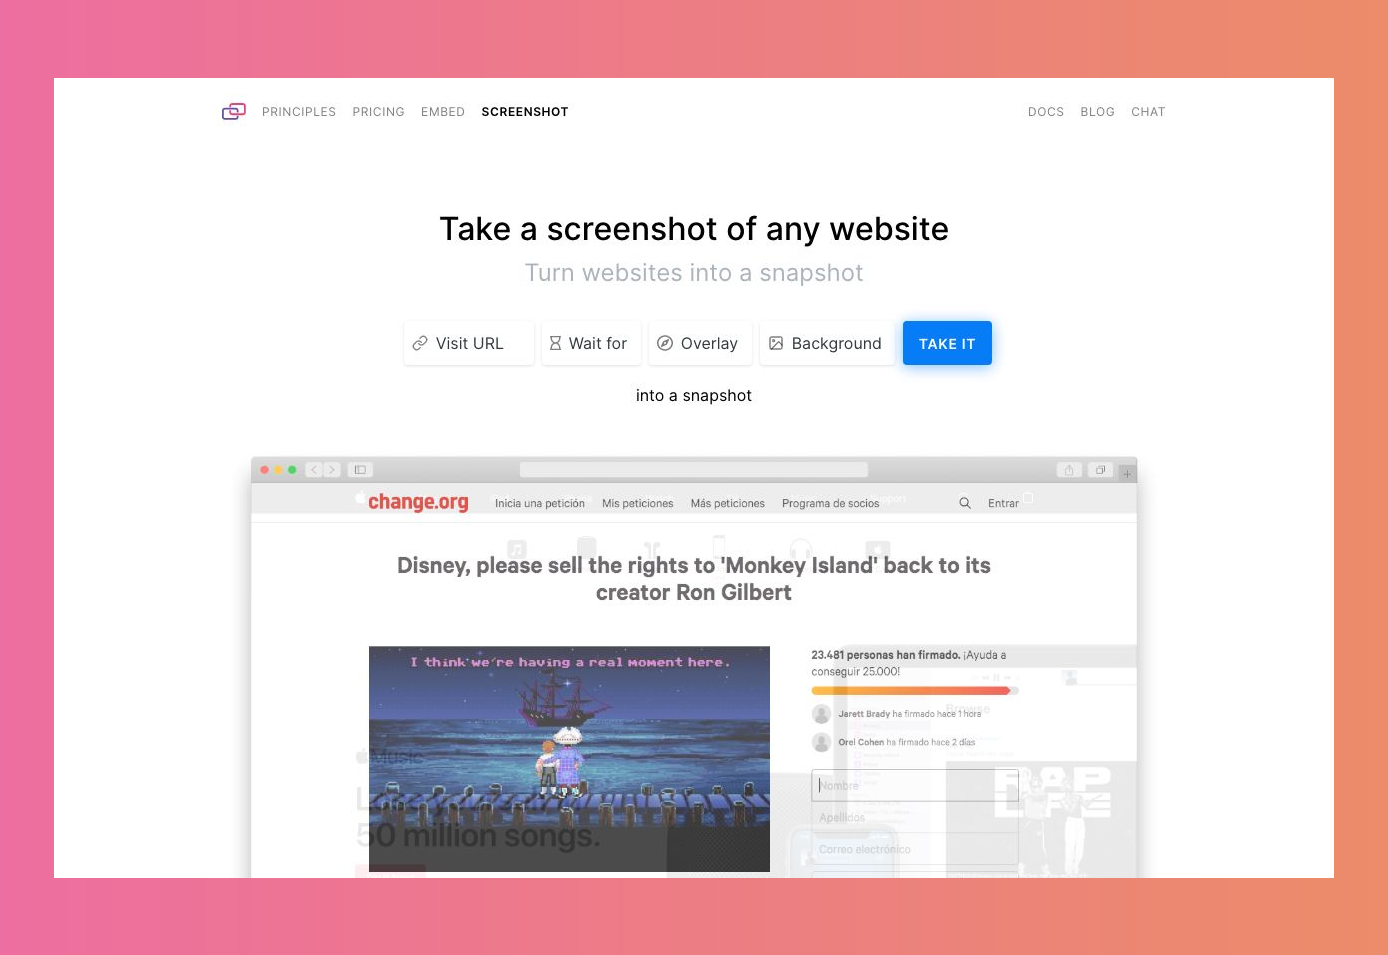 PRINCIPLES PRICING EMBED SCREENSHOT DOCS BLOG CHAT
Take a screenshot of any website
Turn websites into a snapshot
Visit URL Wait for Overlay Background TAKE IT
into a snapshot
change.org Inicia una petición Mis peticiones Más peticiones Programa de socios Entrar
Support
Disney, please sell the rights to 'Monkey Island' back to its
creator Ron Gilbert
I think we're having a real moment here.
23.481 personas han firmado. ¡Ayuda a
conseguir 25.000!
Jarett Brady ha firmado hace 1 hora
Browse
Orel Cohen ha firmado hace 2 días
Music
Nombre
Apellidos
50 million songs.
Correo electrónico